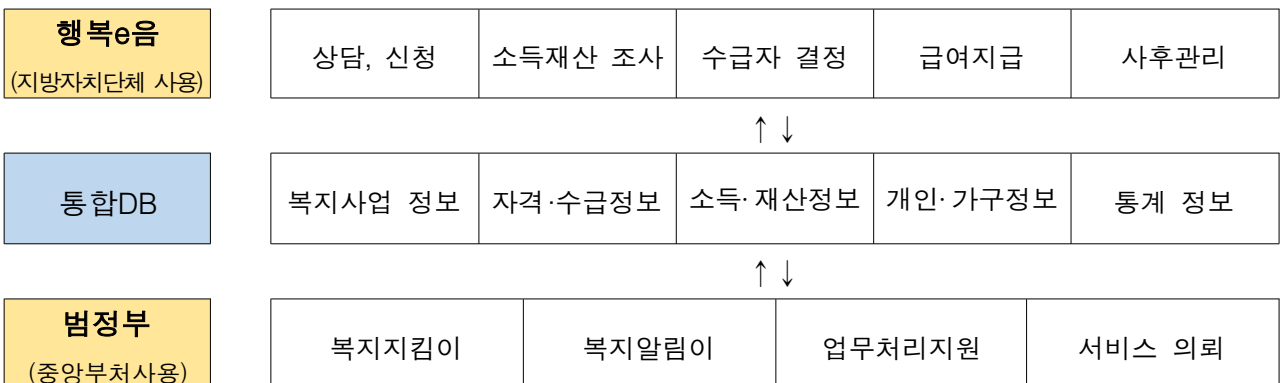 행복e음
(지방자치단체 사용)
상담, 신청
소득재산 조사
수급자 결정
급여지급
사후관리
↑↓
통합DB
복지사업 정보
자격·수급정보
소득·재산정보
개인·가구정보
통계 정보
↑↓
범정부
(중앙부처사용)
복지지킴이
복지알림이
업무처리지원
서비스 의뢰